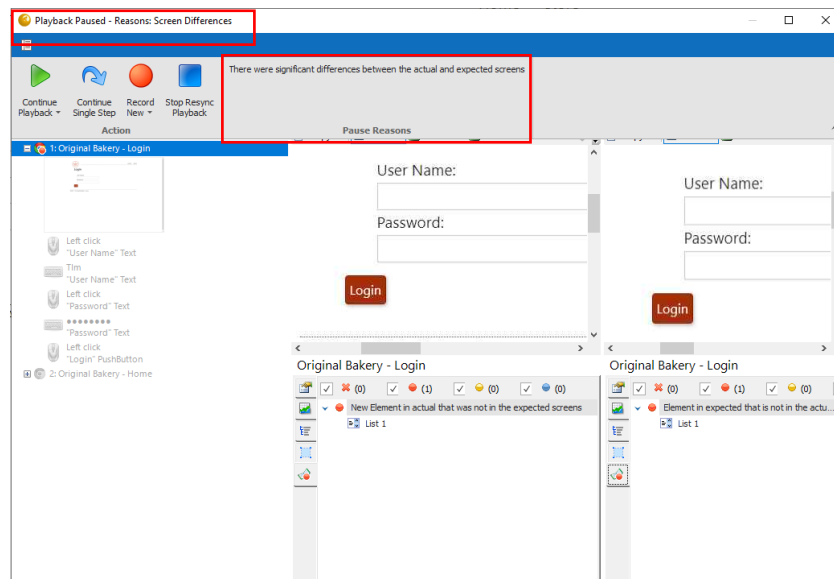 Playback Paused - Reasons: Screen Differences
There were significant differences between the actual and expected screens
Continue Playback
Continue Single Step
Record New
Stop Resync Playback
Action
Pause Reasons
1: Original Bakery - Login
Left click
"User Name" Text
Tim
"User Name" Text
Left click
"Password" Text
●●●●●●●●
"Password" Text
Left click
"Login" PushButton
2: Original Bakery - Home
User Name:
Password:
Login
User Name:
Password:
Login
Original Bakery - Login
(0)
(1)
(0)
(0)
New Element in actual that was not in the expected screens
List 1
Original Bakery - Login
(0)
(1)
(0)
Element in expected that is not in the actu...
List 1